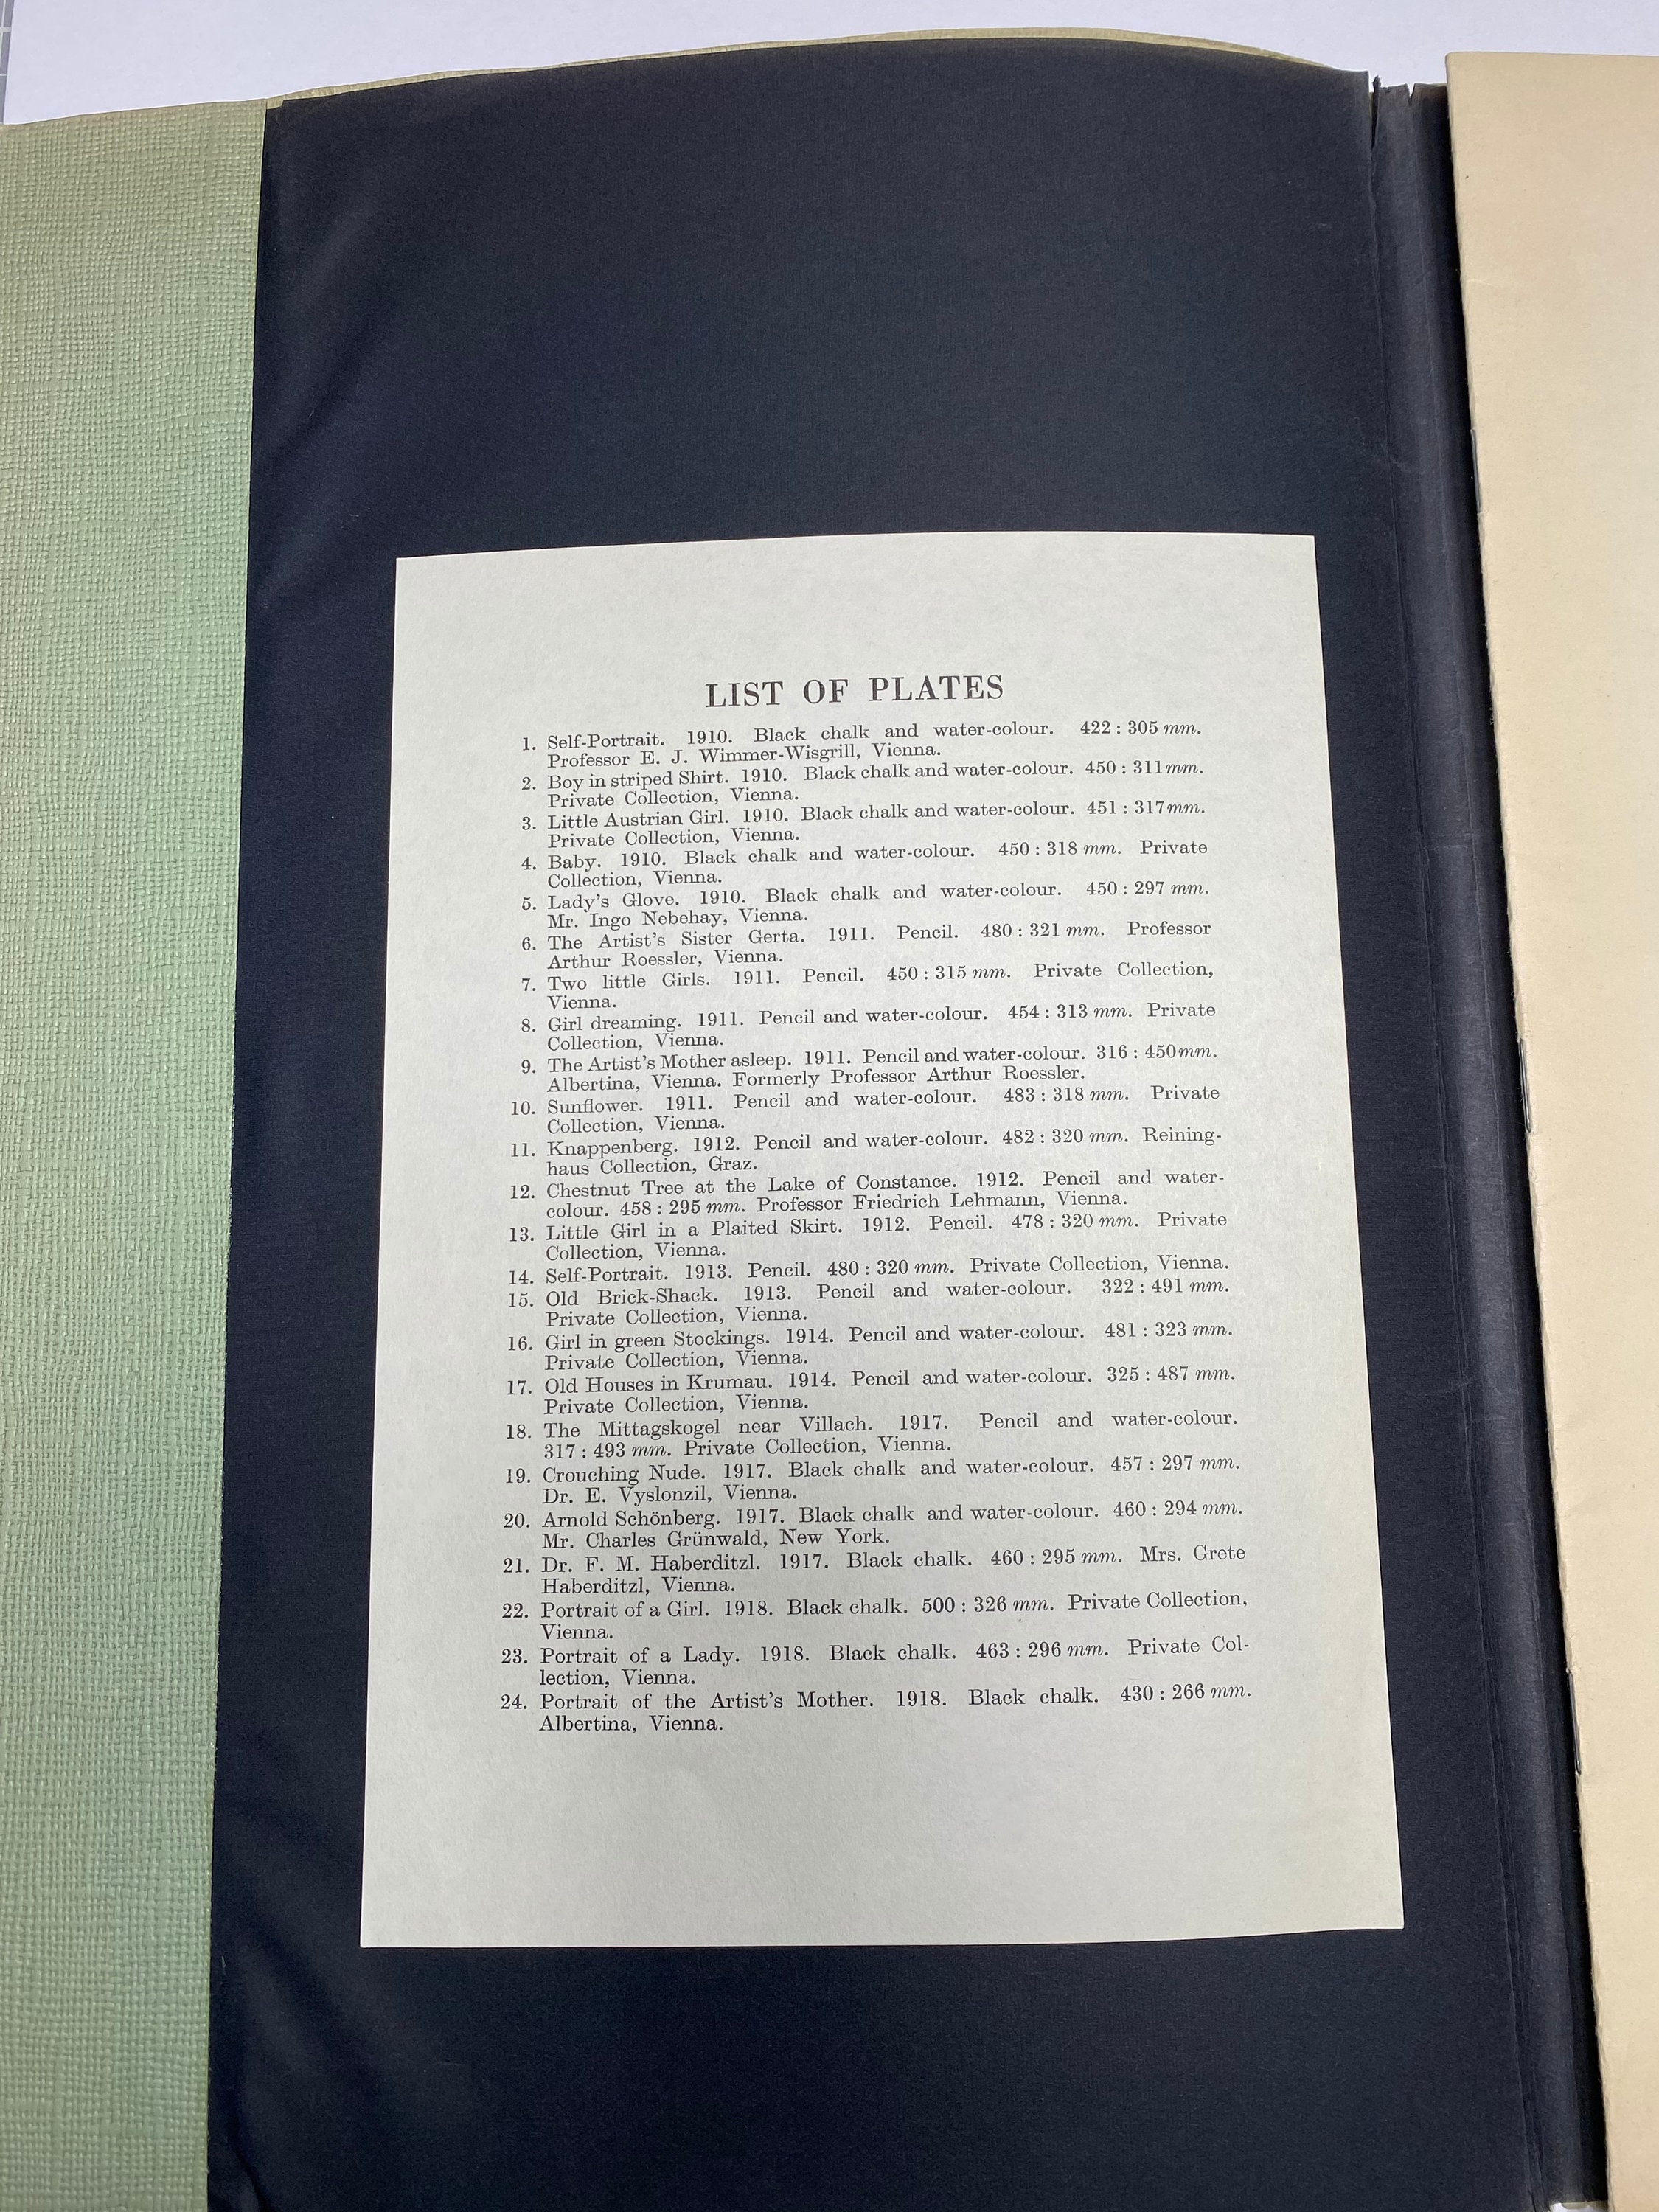 LIST OF PLATES
1. Self-Portrait. 1910. Black chalk and water-colour. 422 : 305 mm.
Professor E. J. Wimmer-Wisgrill, Vienna.
2. Boy in striped Shirt. 1910. Black chalk and water-colour. 450 : 311 mm.
Private Collection, Vienna.
3. Little Austrian Girl. 1910. Black chalk and water-colour. 451 : 317 mm.
Private Collection, Vienna.
4. Baby. 1910. Black chalk and water-colour. 450 : 318 mm. Private
Collection, Vienna.
5. Lady's Glove. 1910. Black chalk and water-colour. 450 : 297 mm.
Mr. Ingo Nebehay, Vienna.
6. The Artist's Sister Gerta. 1911. Pencil. 480 : 321 mm. Professor
Arthur Roessler, Vienna.
7. Two little Girls. 1911. Pencil. 450 : 315 mm. Private Collection,
Vienna.
8. Girl dreaming. 1911. Pencil and water-colour. 454 : 313 mm. Private
Collection, Vienna.
9. The Artist's Mother asleep. 1911. Pencil and water-colour. 316 : 450 mm.
Albertina, Vienna. Formerly Professor Arthur Roessler.
10. Sunflower. 1911. Pencil and water-colour. 483 : 318 mm. Private
Collection, Vienna.
11. Knappenberg. 1912. Pencil and water-colour. 482 : 320 mm. Reining-
haus Collection, Graz.
12. Chestnut Tree at the Lake of Constance. 1912. Pencil and water-
colour. 458 : 295 mm. Professor Friedrich Lehmann, Vienna.
13. Little Girl in a Plaited Skirt. 1912. Pencil. 478 : 320 mm. Private
Collection, Vienna.
14. Self-Portrait. 1913. Pencil. 480 : 320 mm. Private Collection, Vienna.
15. Old Brick-Shack. 1913. Pencil and water-colour. 322 : 491 mm.
Private Collection, Vienna.
16. Girl in green Stockings. 1914. Pencil and water-colour. 481 : 323 mm.
Private Collection, Vienna.
17. Old Houses in Krumau. 1914. Pencil and water-colour. 325 : 487 mm.
Private Collection, Vienna.
18. The Mittagskogel near Villach. 1917. Pencil and water-colour.
317 : 493 mm. Private Collection, Vienna.
19. Crouching Nude. 1917. Black chalk and water-colour. 457 : 297 mm.
Dr. E. Vyslonzil, Vienna.
20. Arnold Schönberg. 1917. Black chalk and water-colour. 460 : 294 mm.
Mr. Charles Grünwald, New York.
21. Dr. F. M. Haberditzl. 1917. Black chalk. 460 : 295 mm. Mrs. Grete
Haberditzl, Vienna.
22. Portrait of a Girl. 1918. Black chalk. 500 : 326 mm. Private Collection,
Vienna.
23. Portrait of a Lady. 1918. Black chalk. 463 : 296 mm. Private Col-
lection, Vienna.
24. Portrait of the Artist's Mother. 1918. Black chalk. 430 : 266 mm.
Albertina, Vienna.